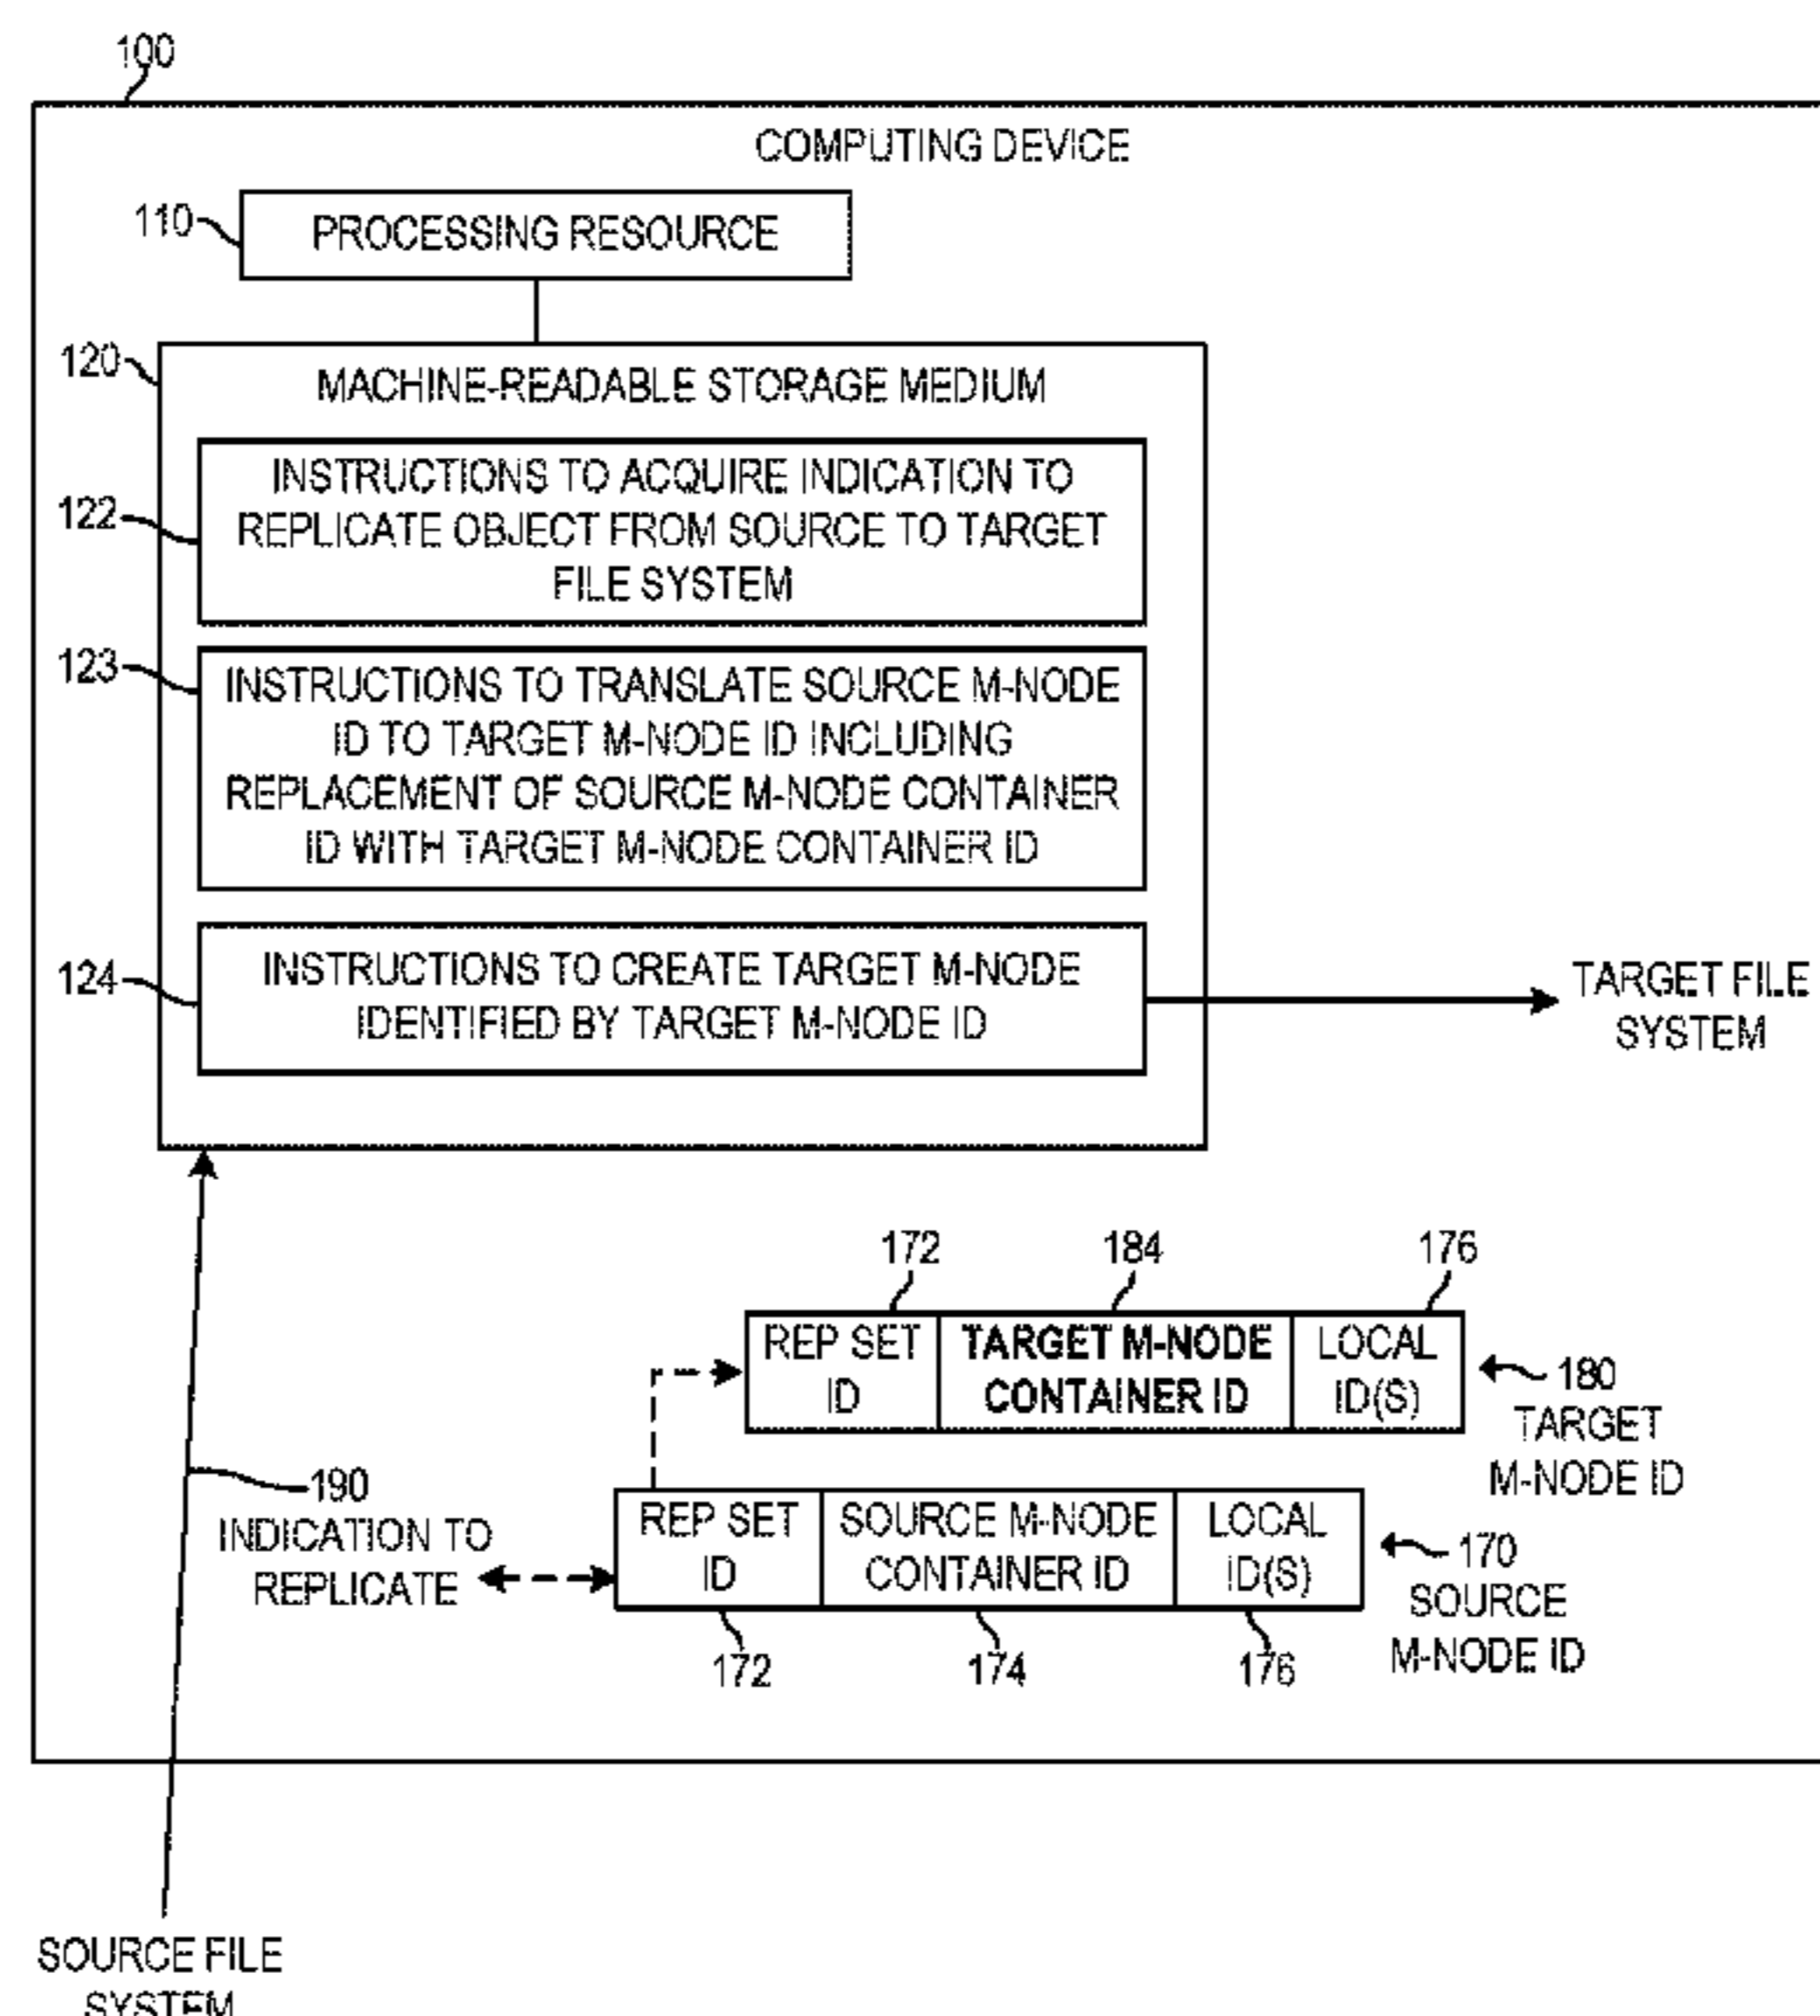 100
COMPUTING DEVICE
110
PROCESSING RESOURCE
120
MACHINE-READABLE STORAGE MEDIUM
122
INSTRUCTIONS TO ACQUIRE INDICATION TO
REPLICATE OBJECT FROM SOURCE TO TARGET
FILE SYSTEM
123
INSTRUCTIONS TO TRANSLATE SOURCE M-NODE
ID TO TARGET M-NODE ID INCLUDING
REPLACEMENT OF SOURCE M-NODE CONTAINER
ID WITH TARGET M-NODE CONTAINER ID
124
INSTRUCTIONS TO CREATE TARGET M-NODE
IDENTIFIED BY TARGET M-NODE ID
TARGET FILE
SYSTEM
172
184
176
REP SET
ID
TARGET M-NODE
CONTAINER ID
LOCAL
ID(S)
180
TARGET
M-NODE ID
190
INDICATION TO
REPLICATE
REP SET
ID
SOURCE M-NODE
CONTAINER ID
LOCAL
ID(S)
170
SOURCE
M-NODE ID
172
174
176
SOURCE FILE
SYSTEM